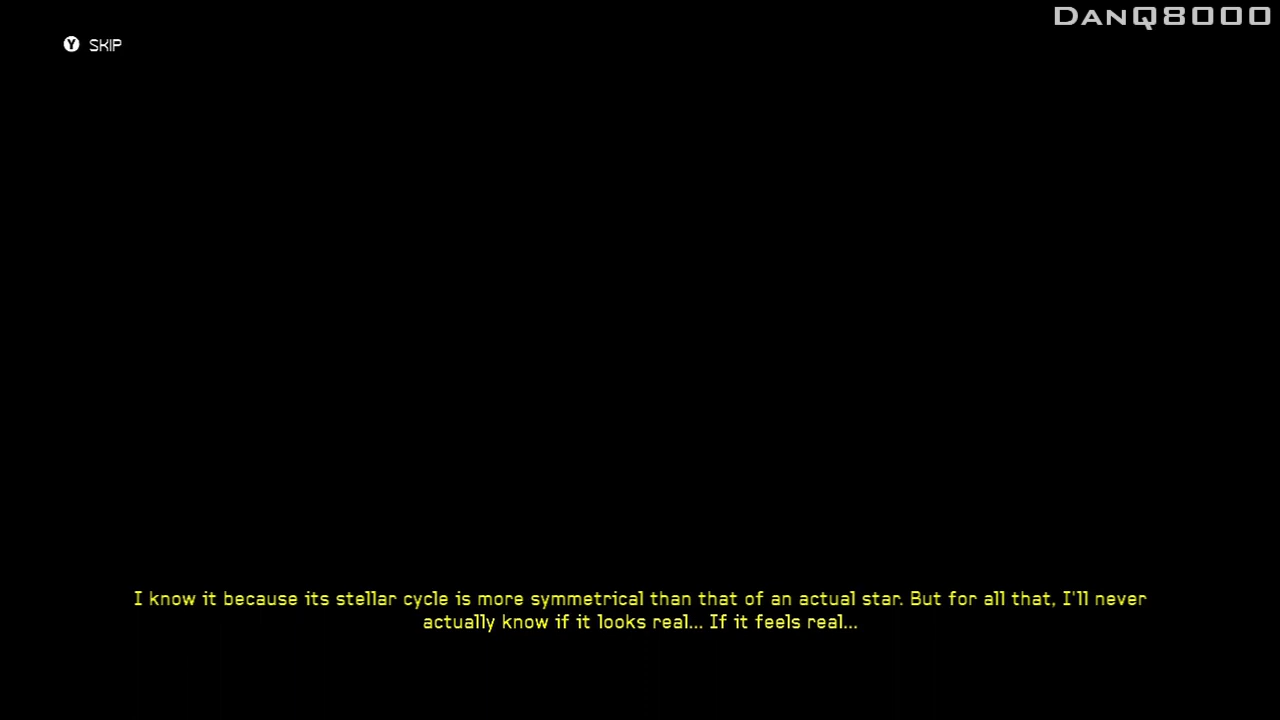 DanQ8000
Y SKIP
I know it because its stellar cycle is more symmetrical than that of an actual star. But for all that, I'll never
actually know if it looks real... If it feels real...